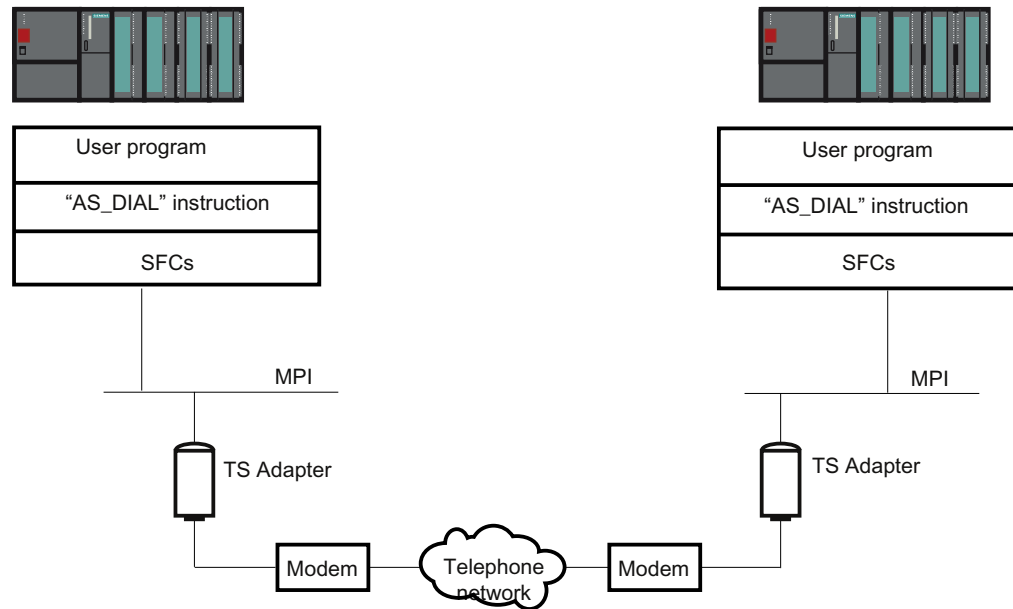 SIEMENS
User program
“AS_DIAL” instruction
SFCs
MPI
TS Adapter
Modem
Telephone
network
Modem
TS Adapter
MPI
User program
“AS_DIAL” instruction
SFCs